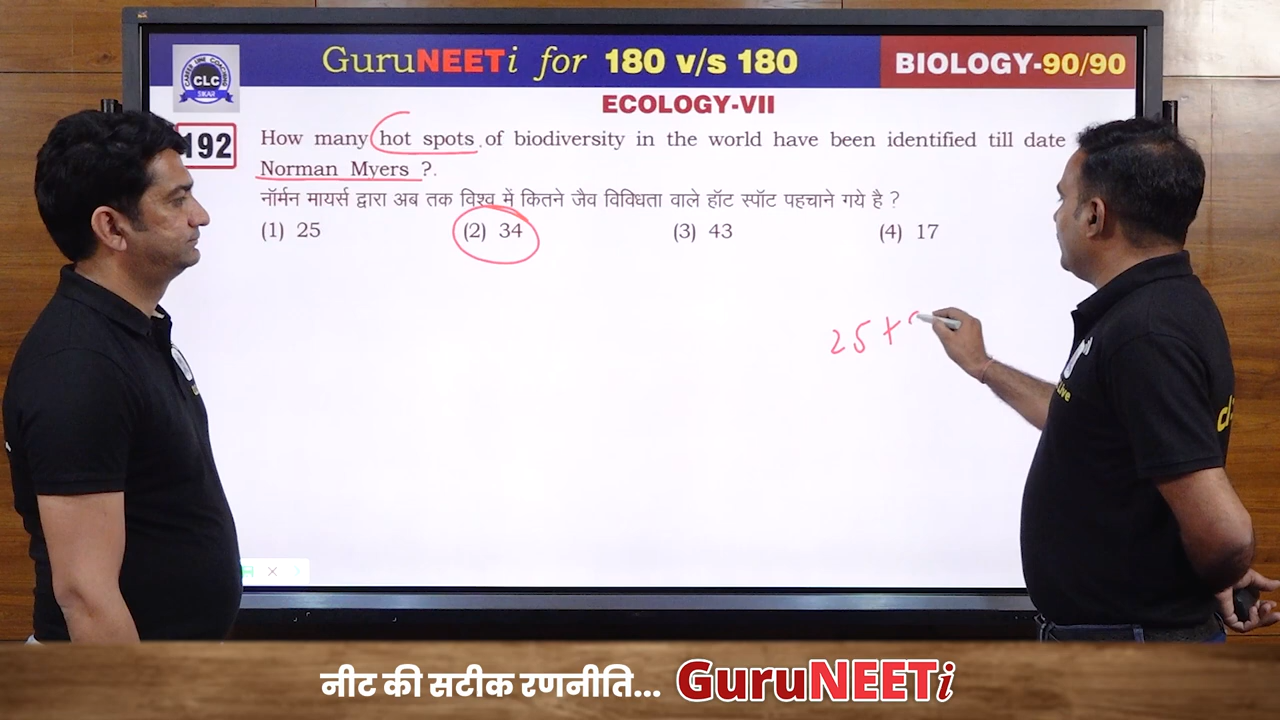 GuruNEETi for 180 v/s 180
BIOLOGY-90/90
CLC
SIKAR
ECOLOGY-VII
192
How many hot spots of biodiversity in the world have been identified till date
Norman Myers ?.
नॉर्मन मायर्स द्वारा अब तक विश्व में कितने जैव विविधता वाले हॉट स्पॉट पहचाने गये है ?
(1) 25
(2) 34
(3) 43
(4) 17
25 +
नीट की सटीक रणनीति... GuruNEETi